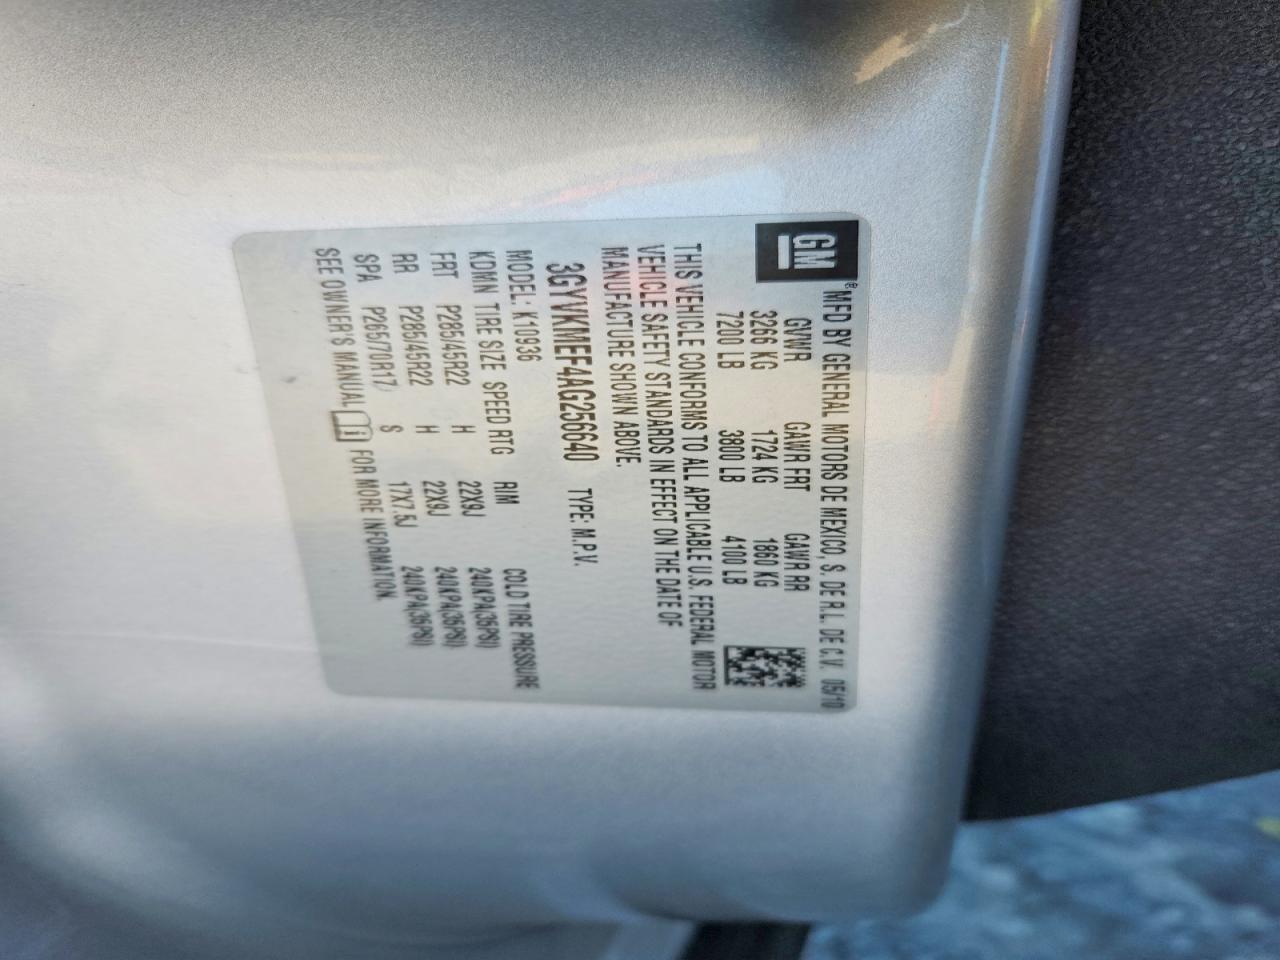 GM
®MFD BY GENERAL MOTORS DE MEXICO, S. DE R.L. DE C.V. 05/10
GVWR GAWR FRT GAWR RR
3266 KG 1724 KG 1860 KG
7200 LB 3800 LB 4100 LB
THIS VEHICLE CONFORMS TO ALL APPLICABLE U.S. FEDERAL MOTOR
VEHICLE SAFETY STANDARDS IN EFFECT ON THE DATE OF
MANUFACTURE SHOWN ABOVE.
3GYVKMEF4AG256640 TYPE: M.P.V.
MODEL: K10936
KDMN TIRE SIZE SPEED RTG RIM COLD TIRE PRESSURE
FRT P285/45R22 H 22X9J 240KPA(35PSI)
RR P285/45R22 H 22X9J 240KPA(35PSI)
SPA P265/70R17 S 17X7.5J 240KPA(35PSI)
SEE OWNER'S MANUAL FOR MORE INFORMATION